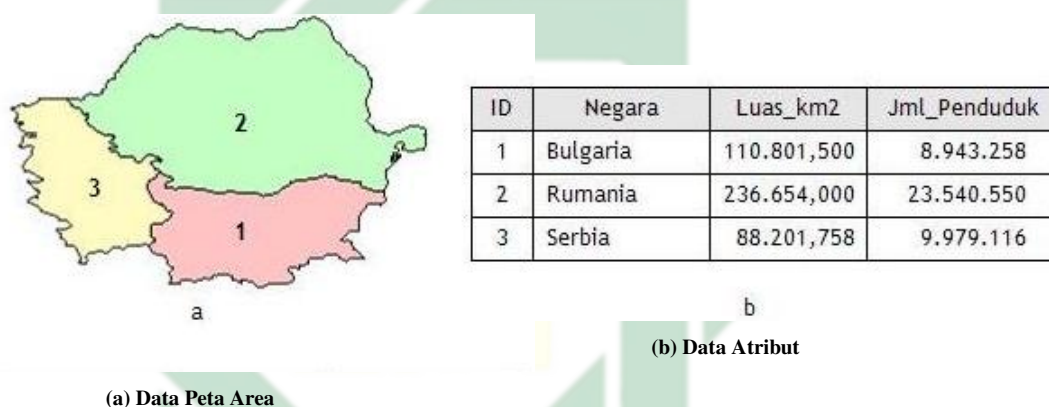 2
3
1
a
(a) Data Peta Area
ID Negara Luas_km2 Jml_Penduduk
1 Bulgaria 110.801,500 8.943.258
2 Rumania 236.654,000 23.540.550
3 Serbia 88.201,758 9.979.116
b
(b) Data Atribut